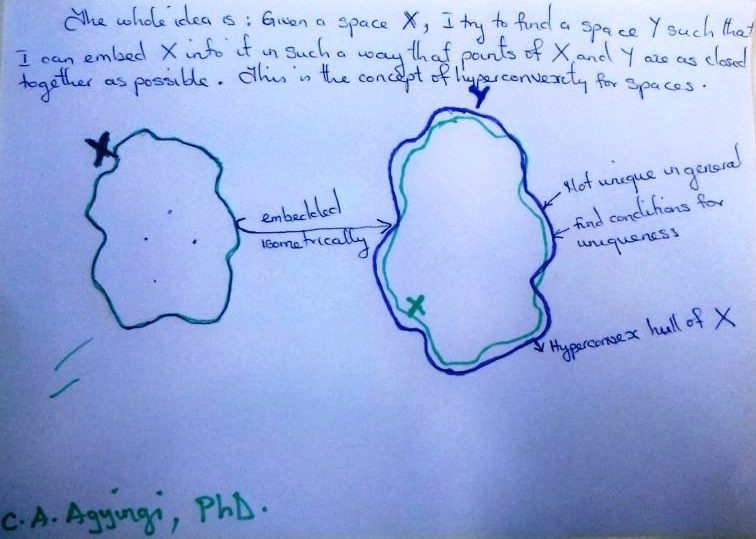 The whole idea is : Given a space X, I try to find a space Y such that
I can embed X into it in such a way that points of X and Y are as closed
together as possible. This is the concept of hyperconvexity for spaces.
X
Y
embedded
isometrically
Not unique in general
find conditions for
uniqueness
X
Hyperconvex hull of X
C.A. Agyingi, PhD.